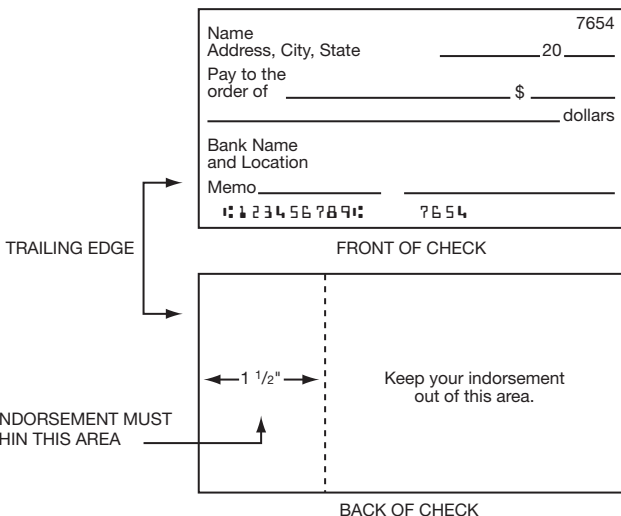 7654
Name
Address, City, State 20
Pay to the
order of $
dollars
Bank Name
and Location
Memo
⑆123456789⑆ 7654
TRAILING EDGE
FRONT OF CHECK
1 1/2"
Keep your indorsement
out of this area.
NDORSEMENT MUST
HIN THIS AREA
BACK OF CHECK